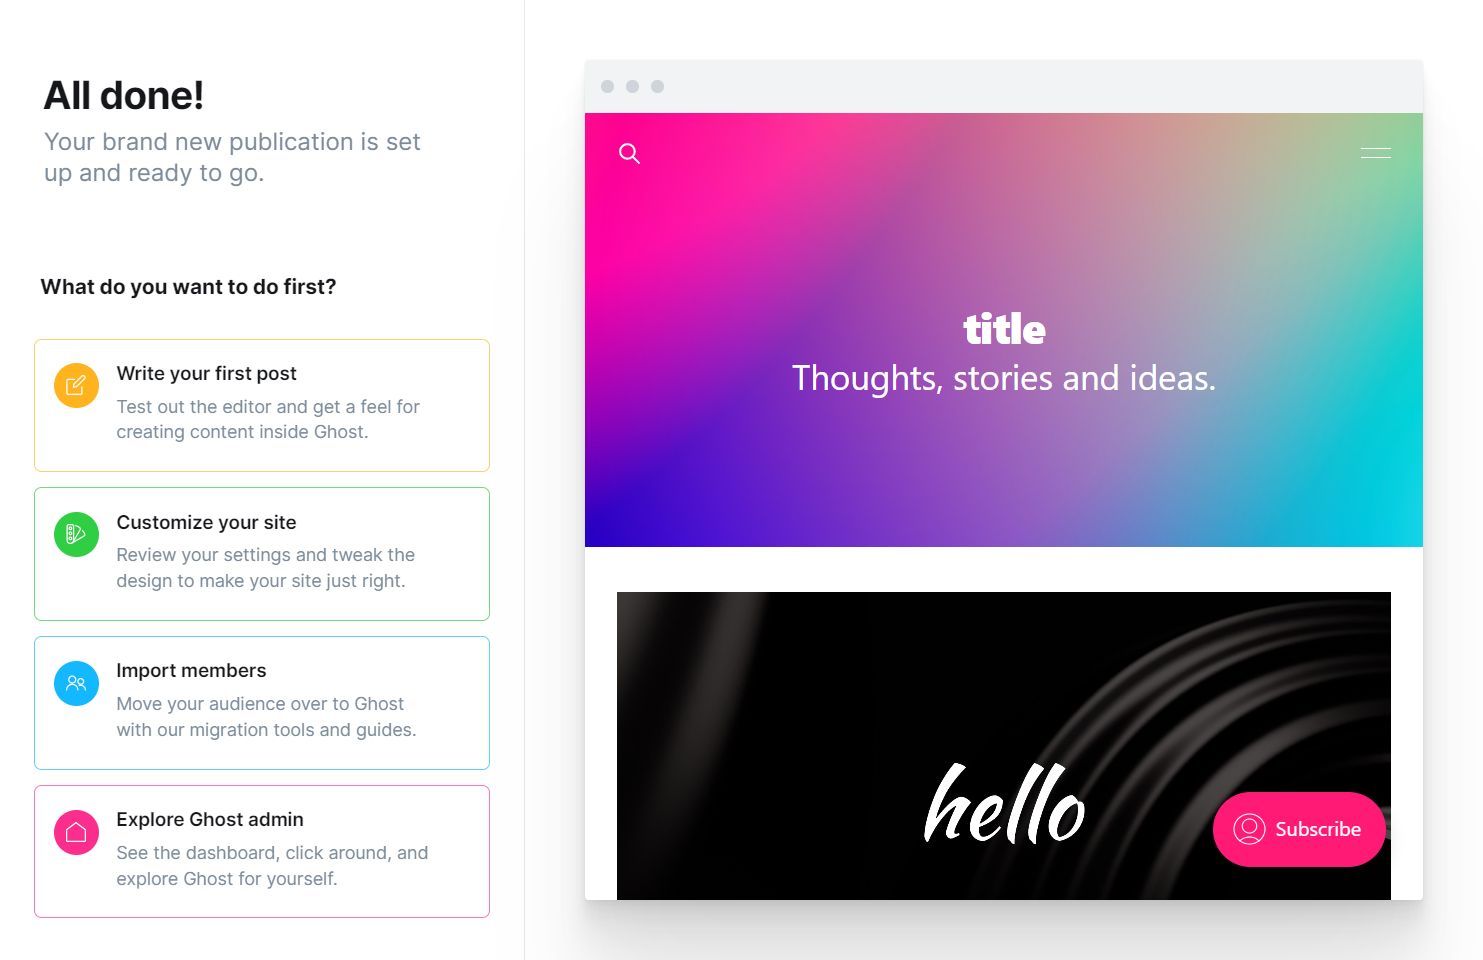 All done!
Your brand new publication is set
up and ready to go.
What do you want to do first?
Write your first post
Test out the editor and get a feel for
creating content inside Ghost.
Customize your site
Review your settings and tweak the
design to make your site just right.
Import members
Move your audience over to Ghost
with our migration tools and guides.
Explore Ghost admin
See the dashboard, click around, and
explore Ghost for yourself.
title
Thoughts, stories and ideas.
hello
Subscribe